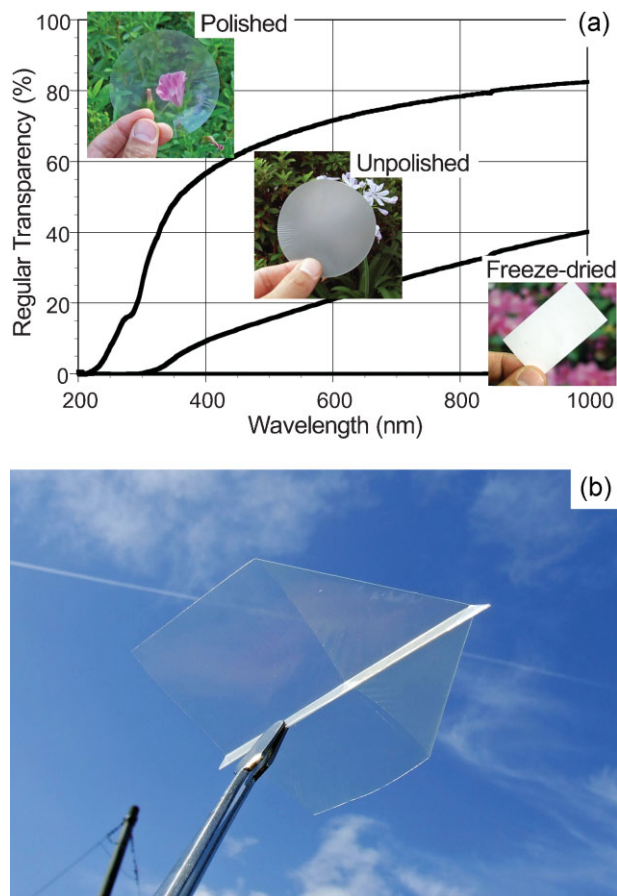 (a)
Polished
Unpolished
Freeze-dried
Regular Transparency (%)
100
80
60
40
20
0
200
400
600
800
1000
Wavelength (nm)
(b)